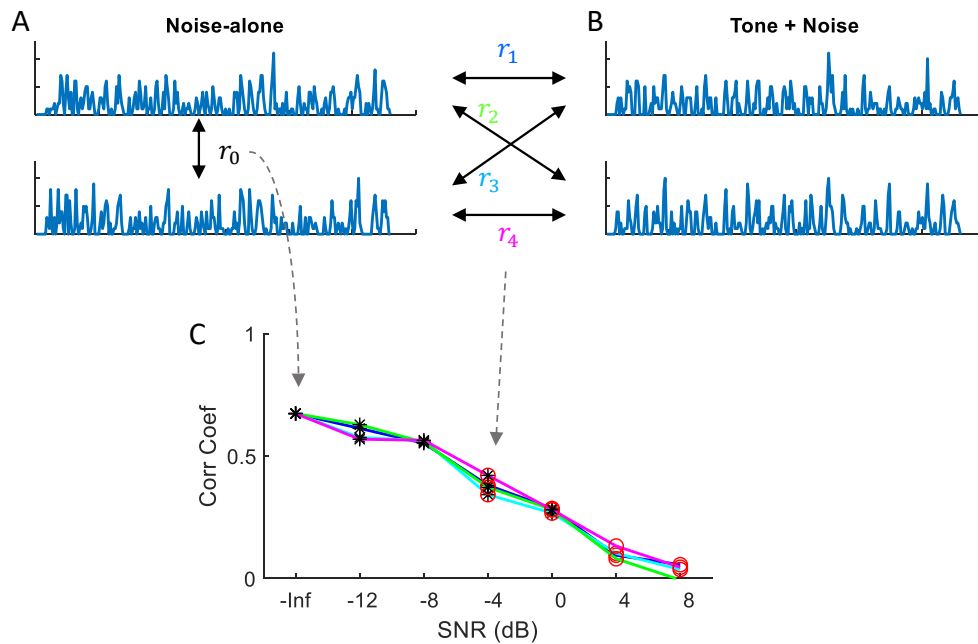 A
Noise-alone
B
Tone + Noise
r₁
r₂
r₀
r₃
r₄
C
1
0.5
0
Corr Coef
-Inf -12 -8 -4 0 4 8
SNR (dB)